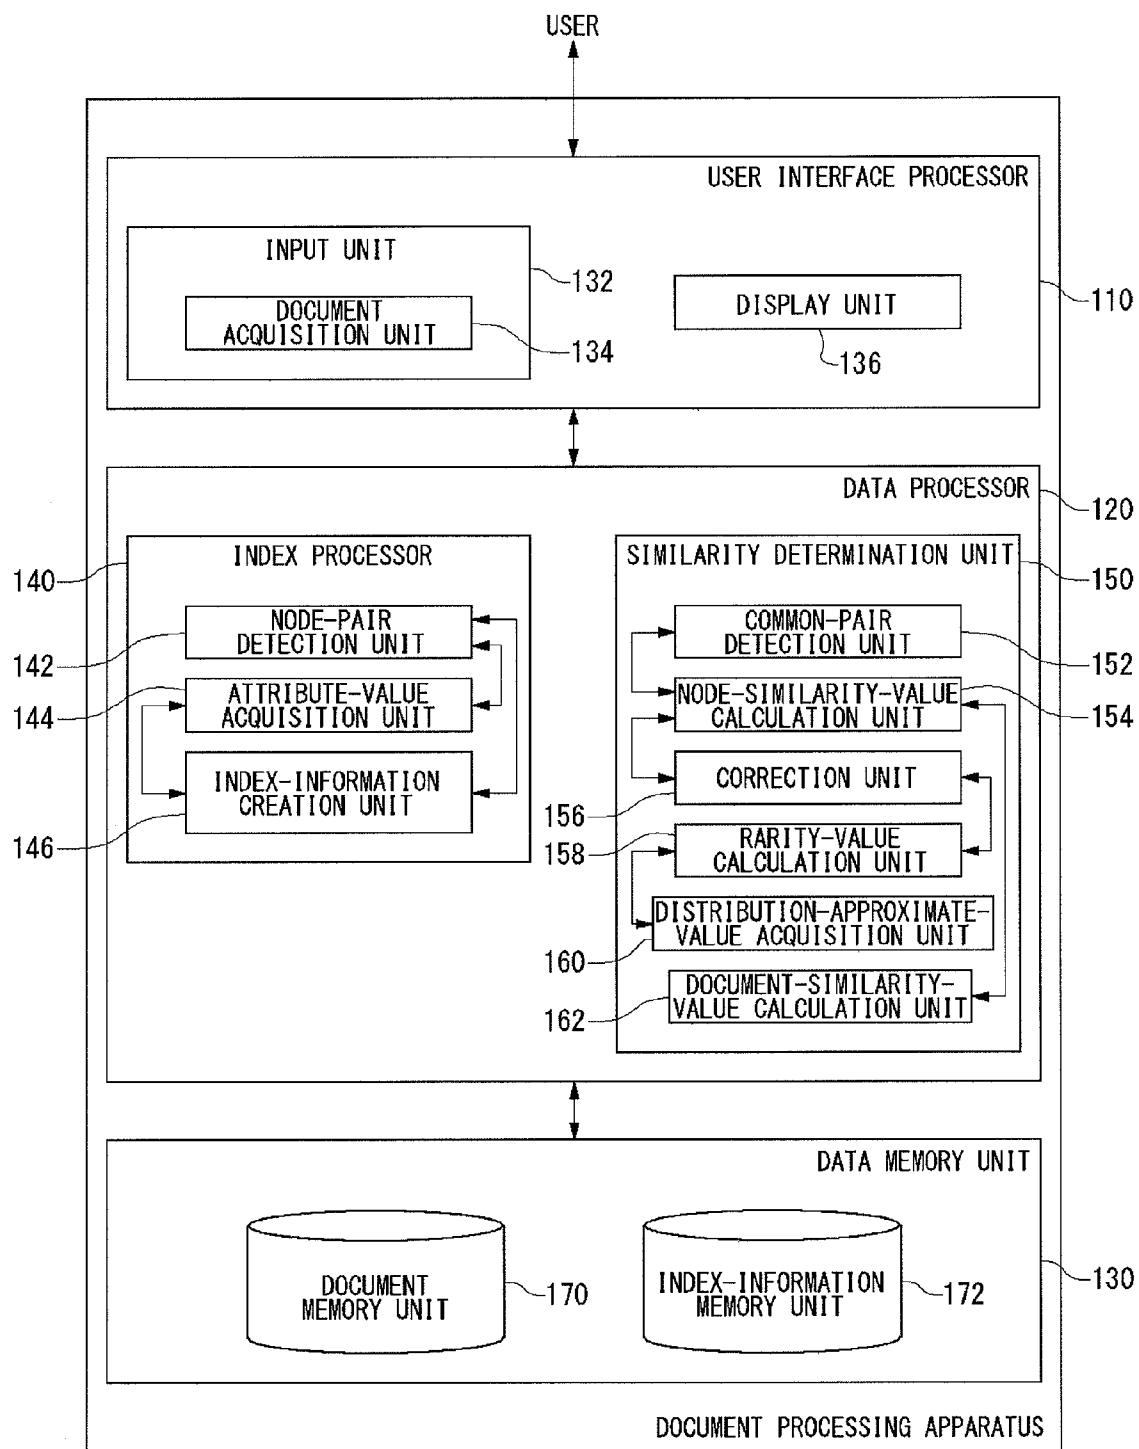 USER
USER INTERFACE PROCESSOR
INPUT UNIT
132
110
DOCUMENT
ACQUISITION UNIT
134
DISPLAY UNIT
136
DATA PROCESSOR
120
INDEX PROCESSOR
140
NODE-PAIR
DETECTION UNIT
142
ATTRIBUTE-VALUE
ACQUISITION UNIT
144
INDEX-INFORMATION
CREATION UNIT
146
SIMILARITY DETERMINATION UNIT
150
COMMON-PAIR
DETECTION UNIT
152
NODE-SIMILARITY-VALUE
CALCULATION UNIT
154
CORRECTION UNIT
156
RARITY-VALUE
CALCULATION UNIT
158
DISTRIBUTION-APPROXIMATE-
VALUE ACQUISITION UNIT
160
DOCUMENT-SIMILARITY-
VALUE CALCULATION UNIT
162
DATA MEMORY UNIT
130
DOCUMENT
MEMORY UNIT
170
INDEX-INFORMATION
MEMORY UNIT
172
DOCUMENT PROCESSING APPARATUS